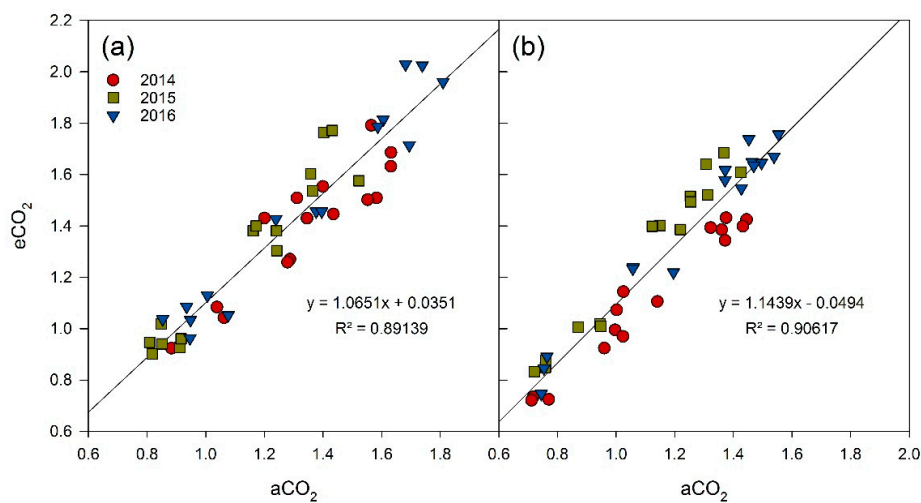 (a)
(b)
2014
2015
2016
2.2
2.0
1.8
1.6
1.4
1.2
1.0
0.8
0.6
eCO₂
y = 1.0651x + 0.0351
R² = 0.89139
y = 1.1439x - 0.0494
R² = 0.90617
0.6 0.8 1.0 1.2 1.4 1.6 1.8 0.6 0.8 1.0 1.2 1.4 1.6 1.8 2.0
aCO₂ aCO₂